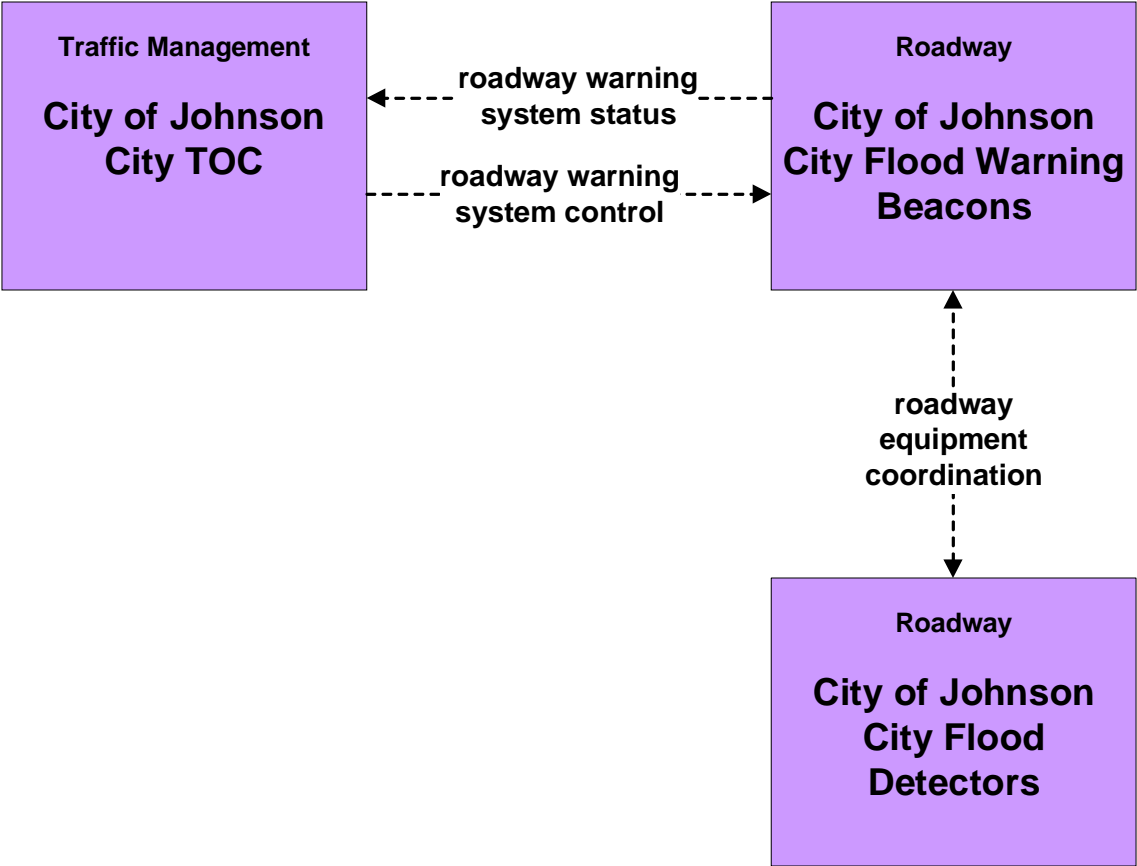 Traffic Management
City of Johnson
City TOC
roadway warning
system status
roadway warning
system control
Roadway
City of Johnson
City Flood Warning
Beacons
roadway
equipment
coordination
Roadway
City of Johnson
City Flood
Detectors